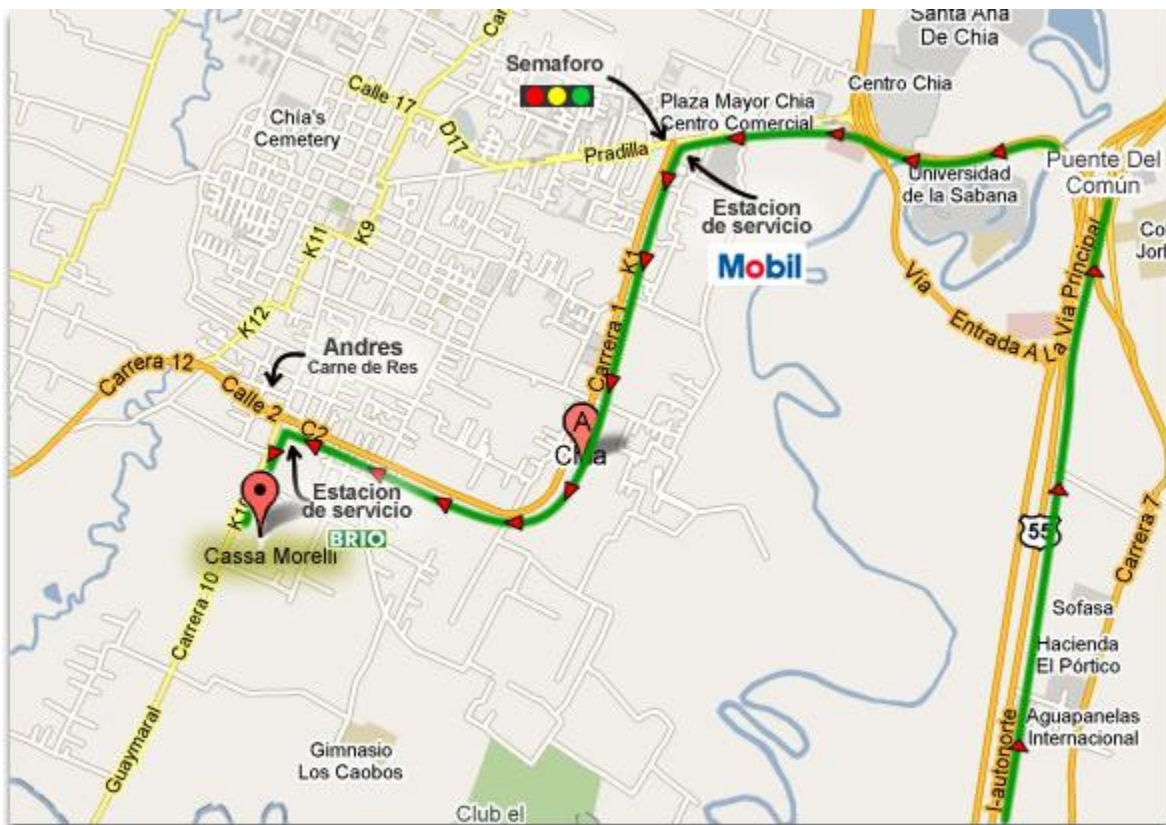 Santa Ana
De Chia
Semaforo
Calle 17
Centro Chia
Plaza Mayor Chia
Centro Comercial
Chía's
Cemetery
D17
Pradilla
Puente Del
Común
Universidad
de la Sabana
Estacion
de servicio
Mobil
K9
K11
K1
Vía
Entrada A La Vía Principal
K12
Andres
Carne de Res
Carrera 1
Carrera 12
Calle 2
C2
A
Estacion
de servicio
BRIO
Cassa Morelli
55
Carrera 7
Carrera 10
Sofasa
Hacienda
El Pórtico
Aguapanelas
Internacional
I-autonorte
Guaymaral
Gimnasio
Los Caobos
Club el